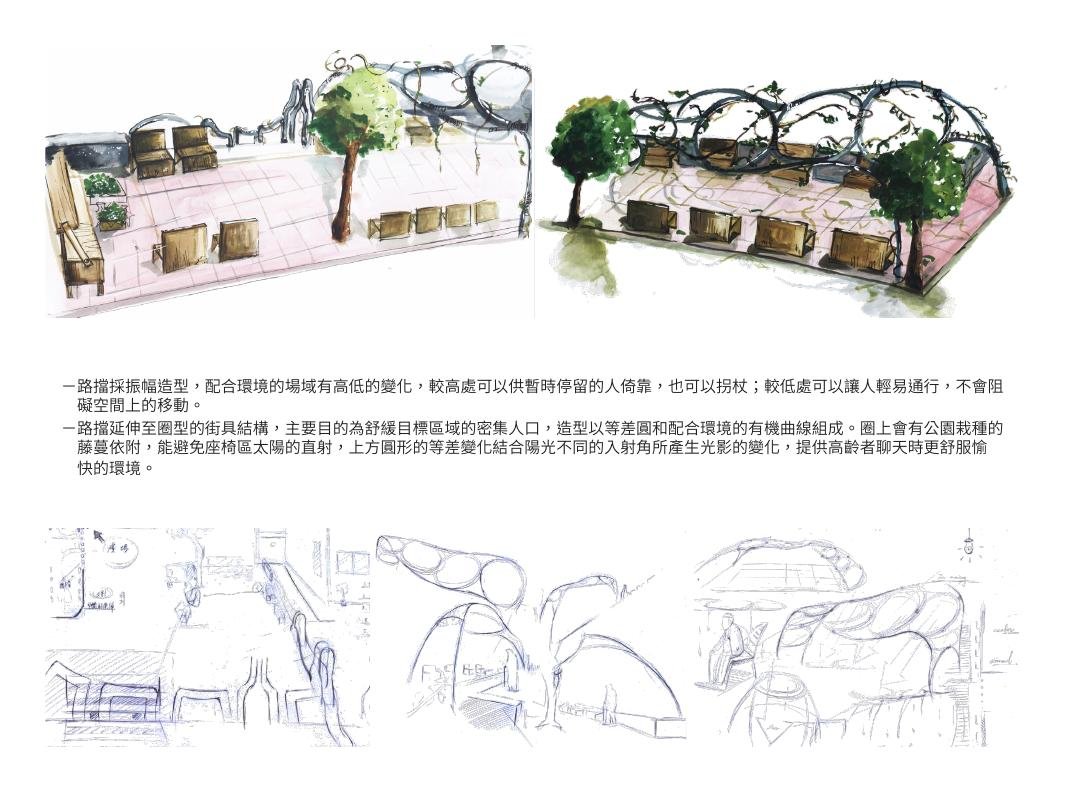 －路擋採振幅造型，配合環境的場域有高低的變化，較高處可以供暫時停留的人倚靠，也可以拐杖；較低處可以讓人輕易通行，不會阻
礙空間上的移動。
－路擋延伸至圈型的街具結構，主要目的為舒緩目標區域的密集人口，造型以等差圓和配合環境的有機曲線組成。圈上會有公園栽種的
藤蔓依附，能避免座椅區太陽的直射，上方圓形的等差變化結合陽光不同的入射角所產生光影的變化，提供高齡者聊天時更舒服愉
快的環境。